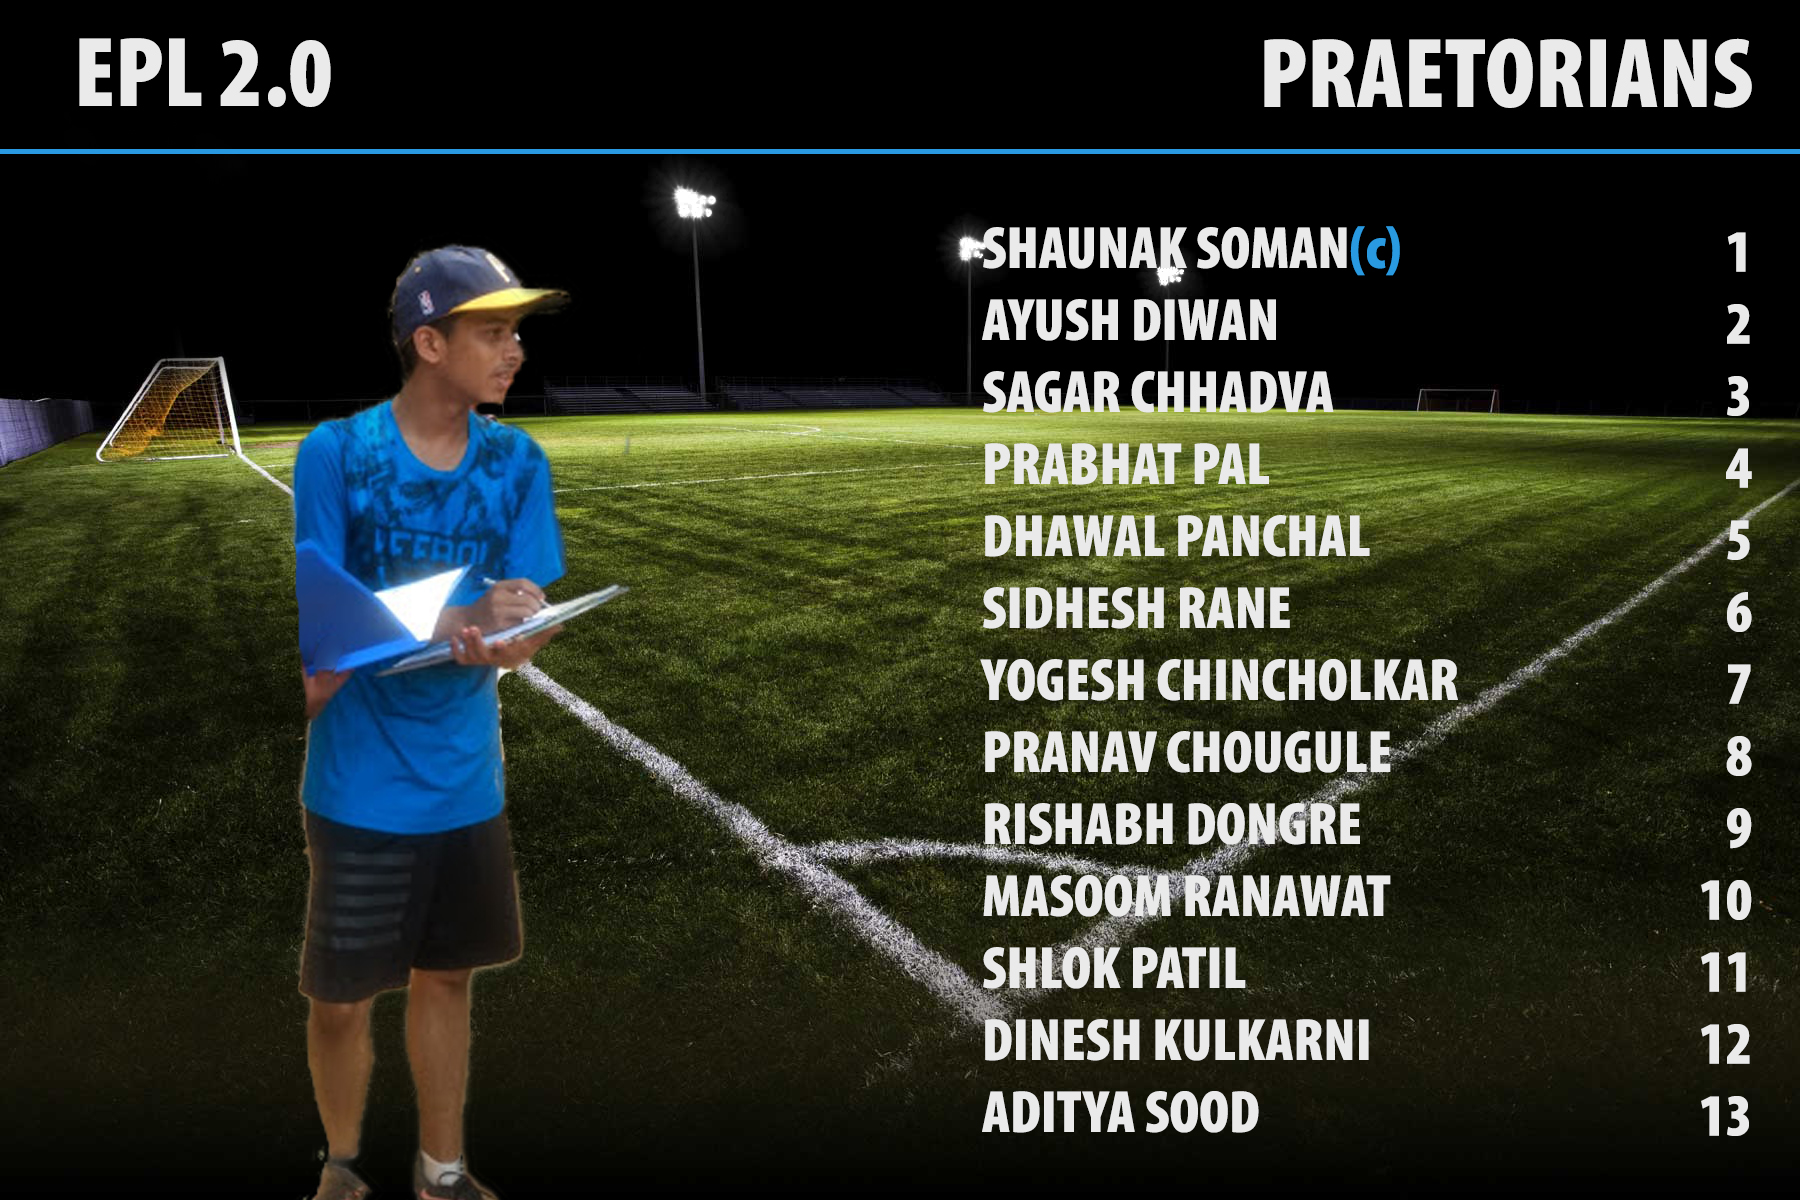 EPL 2.0
PRAETORIANS
SHAUNAK SOMAN(c) 1
AYUSH DIWAN 2
SAGAR CHHADVA 3
PRABHAT PAL 4
DHAWAL PANCHAL 5
SIDHESH RANE 6
YOGESH CHINCHOLKAR 7
PRANAV CHOUGULE 8
RISHABH DONGRE 9
MASOOM RANAWAT 10
SHLOK PATIL 11
DINESH KULKARNI 12
ADITYA SOOD 13